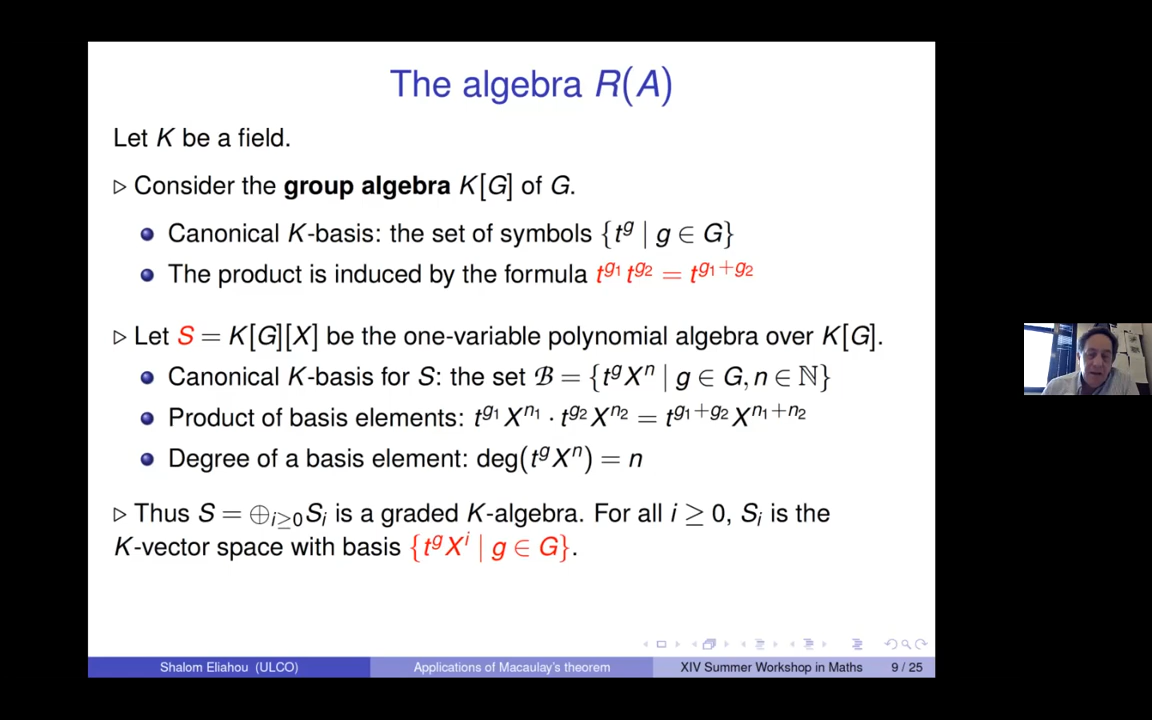 The algebra R(A)
Let K be a field.
▷ Consider the group algebra K[G] of G.
Canonical K-basis: the set of symbols {t^g | g ∈ G}
The product is induced by the formula t^{g_1} t^{g_2} = t^{g_1+g_2}
▷ Let S = K[G][X] be the one-variable polynomial algebra over K[G].
Canonical K-basis for S: the set ℬ = {t^g X^n | g ∈ G, n ∈ ℕ}
Product of basis elements: t^{g_1} X^{n_1} · t^{g_2} X^{n_2} = t^{g_1+g_2} X^{n_1+n_2}
Degree of a basis element: deg(t^g X^n) = n
▷ Thus S = ⊕_{i≥0} S_i is a graded K-algebra. For all i ≥ 0, S_i is the
K-vector space with basis {t^g X^i | g ∈ G}.
Shalom Eliahou (ULCO) Applications of Macaulay's theorem XIV Summer Workshop in Maths 9 / 25